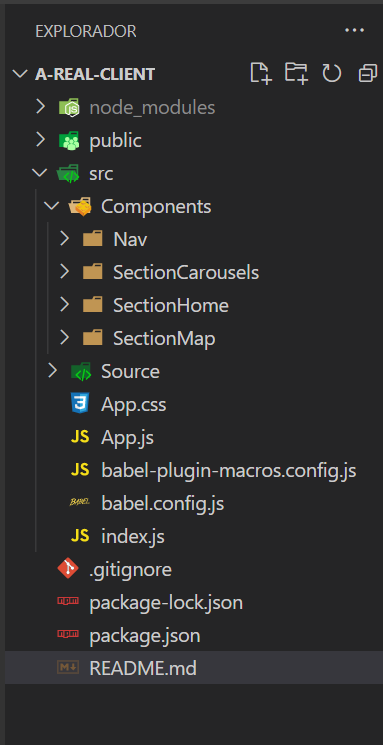 EXPLORADOR
A-REAL-CLIENT
node_modules
public
src
Components
Nav
SectionCarousels
SectionHome
SectionMap
Source
App.css
JS App.js
JS babel-plugin-macros.config.js
BABEL babel.config.js
JS index.js
.gitignore
package-lock.json
package.json
README.md